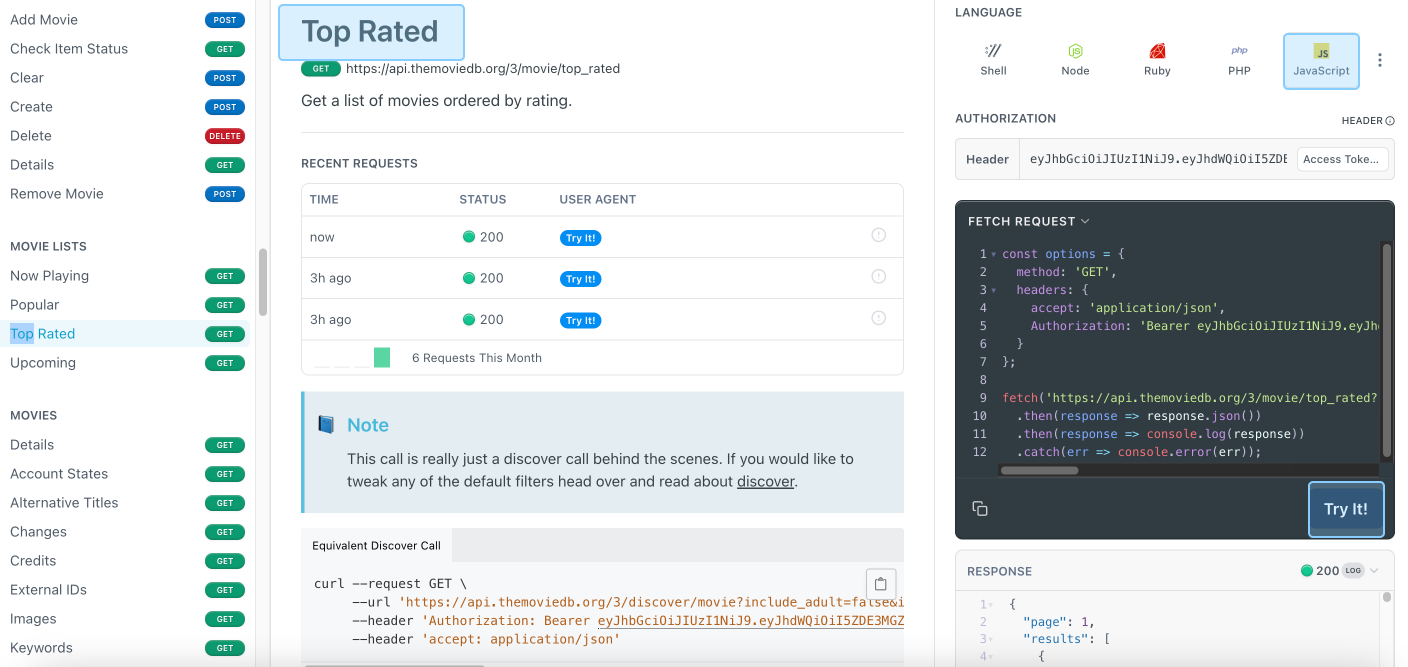 Add Movie POST
Check Item Status GET
Clear POST
Create POST
Delete DELETE
Details GET
Remove Movie POST
MOVIE LISTS
Now Playing GET
Popular GET
Top Rated GET
Upcoming GET
MOVIES
Details GET
Account States GET
Alternative Titles GET
Changes GET
Credits GET
External IDs GET
Images GET
Keywords GET
Top Rated
GET https://api.themoviedb.org/3/movie/top_rated
Get a list of movies ordered by rating.
RECENT REQUESTS
TIME STATUS USER AGENT
now 200 Try It!
3h ago 200 Try It!
3h ago 200 Try It!
6 Requests This Month
Note
This call is really just a discover call behind the scenes. If you would like to
tweak any of the default filters head over and read about discover.
Equivalent Discover Call
curl --request GET \
--url 'https://api.themoviedb.org/3/discover/movie?include_adult=false&i
--header 'Authorization: Bearer eyJhbGciOiJIUzI1NiJ9.eyJhdWQiOiI5ZDE3MGZ
--header 'accept: application/json'
LANGUAGE
Shell
Node
Ruby
php
PHP
JS
JavaScript
AUTHORIZATION HEADER
Header eyJhbGciOiJIUzI1NiJ9.eyJhdWQiOiI5ZDE Access Toke...
FETCH REQUEST
1 const options = {
2 method: 'GET',
3 headers: {
4 accept: 'application/json',
5 Authorization: 'Bearer eyJhbGciOiJIUzI1NiJ9.eyJh
6 }
7 };
8
9 fetch('https://api.themoviedb.org/3/movie/top_rated?
10 .then(response => response.json())
11 .then(response => console.log(response))
12 .catch(err => console.error(err));
Try It!
RESPONSE 200 LOG
1 {
2 "page": 1,
3 "results": [
4 {